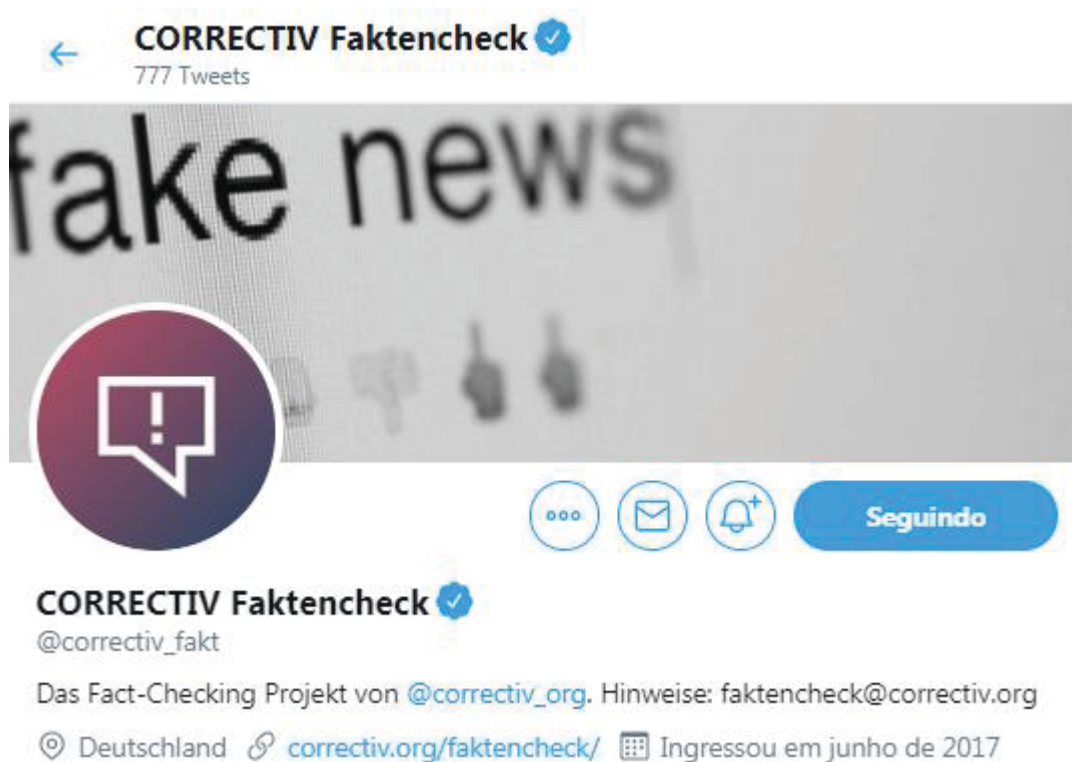 CORRECTIV Faktencheck
777 Tweets
fake news
!
Seguindo
CORRECTIV Faktencheck
@correctiv_fakt
Das Fact-Checking Projekt von @correctiv_org. Hinweise: faktencheck@correctiv.org
Deutschland correctiv.org/faktencheck/ Ingressou em junho de 2017